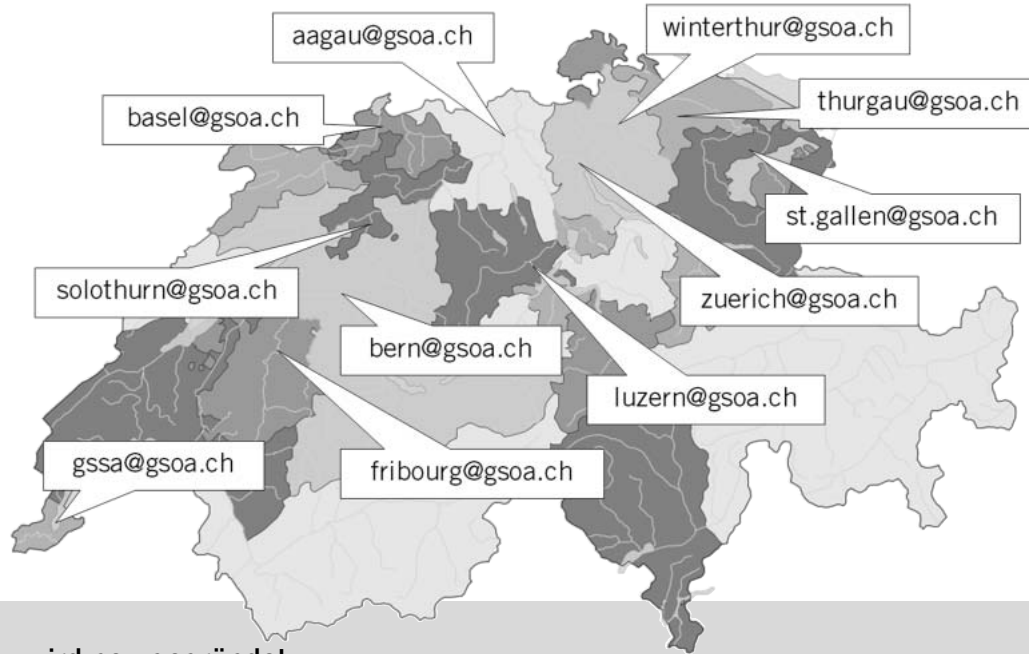 aagau@gsoa.ch
winterthur@gsoa.ch
basel@gsoa.ch
thurgau@gsoa.ch
st.gallen@gsoa.ch
solothurn@gsoa.ch
zuerich@gsoa.ch
bern@gsoa.ch
luzern@gsoa.ch
gssa@gsoa.ch
fribourg@gsoa.ch